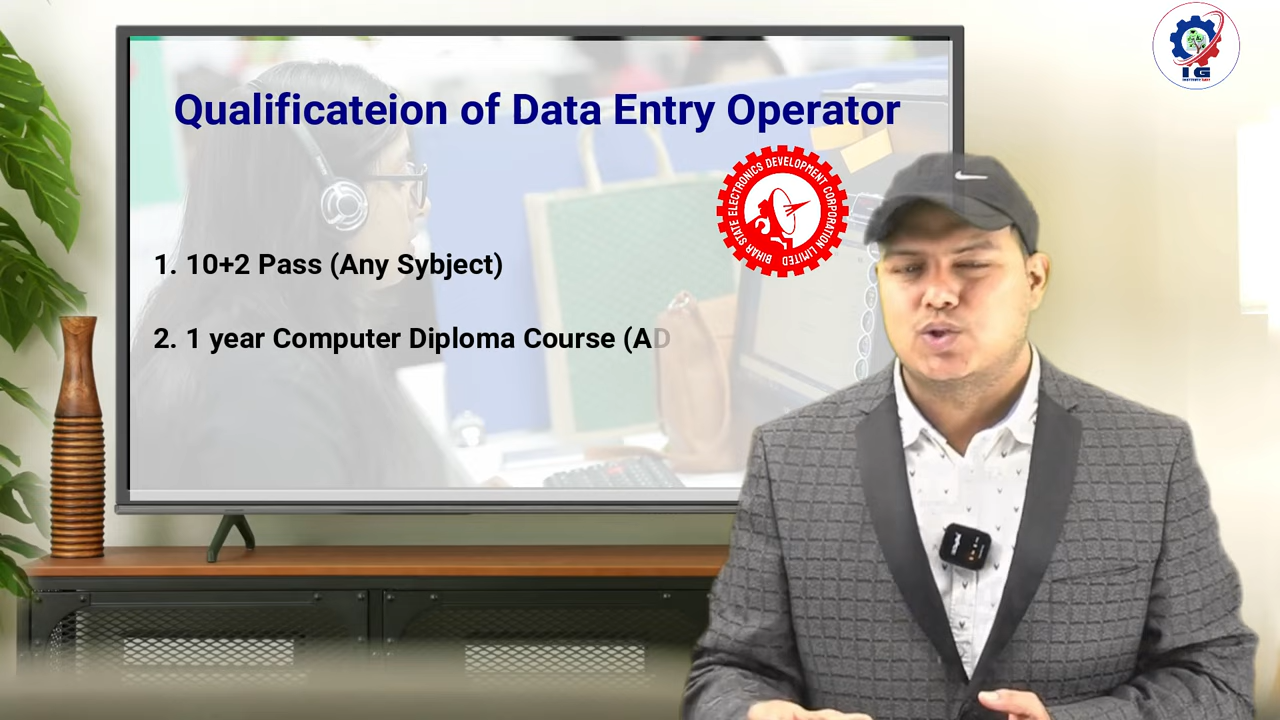 Qualificateion of Data Entry Operator
BIHAR STATE ELECTRONICS DEVELOPMENT CORPORATION LIMITED
1. 10+2 Pass (Any Sybject)
2. 1 year Computer Diploma Course (AD
IG